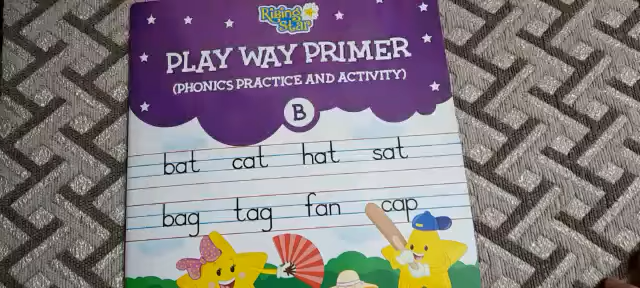 Rising
Star
PLAY WAY PRIMER
(PHONICS PRACTICE AND ACTIVITY)
B
bat cat hat sat
bag tag fan cap